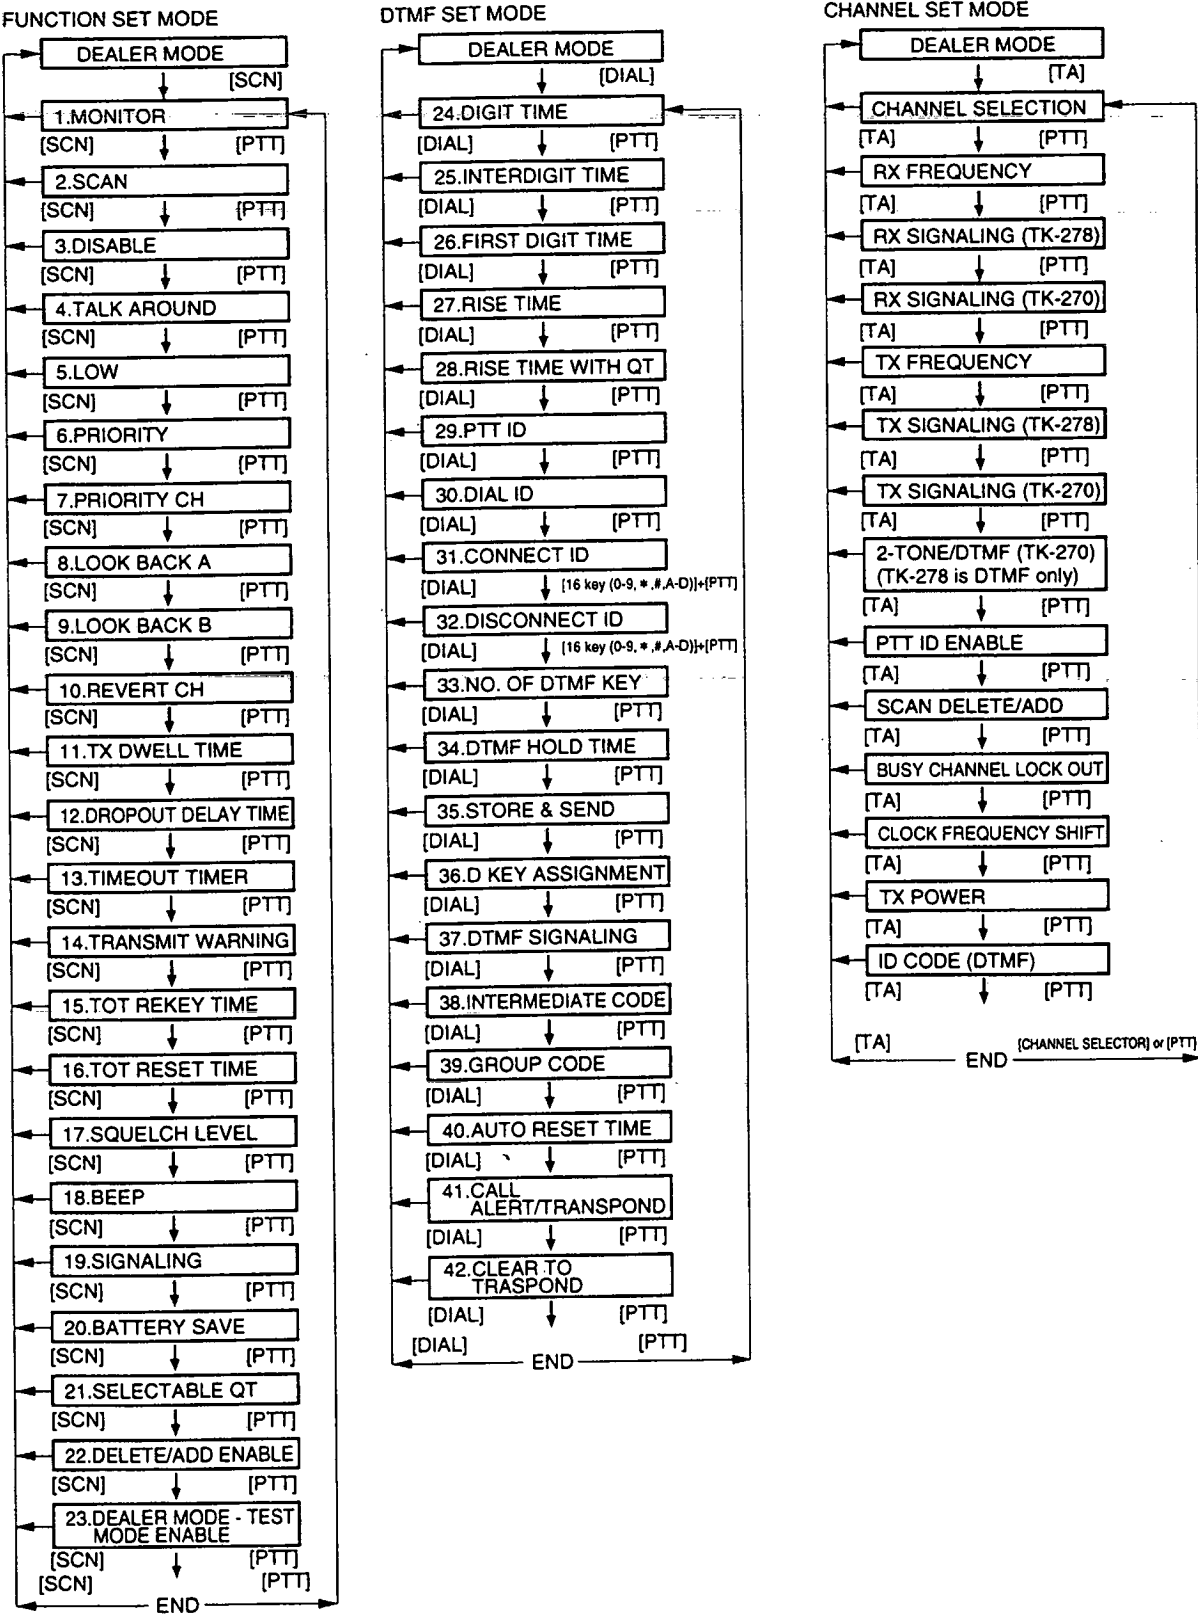 FUNCTION SET MODE
DEALER MODE
[SCN]
1.MONITOR
[SCN] [PTT]
2.SCAN
[SCN] [PTT]
3.DISABLE
[SCN] [PTT]
4.TALK AROUND
[SCN] [PTT]
5.LOW
[SCN] [PTT]
6.PRIORITY
[SCN] [PTT]
7.PRIORITY CH
[SCN] [PTT]
8.LOOK BACK A
[SCN] [PTT]
9.LOOK BACK B
[SCN] [PTT]
10.REVERT CH
[SCN] [PTT]
11.TX DWELL TIME
[SCN] [PTT]
12.DROPOUT DELAY TIME
[SCN] [PTT]
13.TIMEOUT TIMER
[SCN] [PTT]
14.TRANSMIT WARNING
[SCN] [PTT]
15.TOT REKEY TIME
[SCN] [PTT]
16.TOT RESET TIME
[SCN] [PTT]
17.SQUELCH LEVEL
[SCN] [PTT]
18.BEEP
[SCN] [PTT]
19.SIGNALING
[SCN] [PTT]
20.BATTERY SAVE
[SCN] [PTT]
21.SELECTABLE QT
[SCN] [PTT]
22.DELETE/ADD ENABLE
[SCN] [PTT]
23.DEALER MODE - TEST
MODE ENABLE
[SCN] [PTT]
[SCN] [PTT]
END
DTMF SET MODE
DEALER MODE
[DIAL]
24.DIGIT TIME
[DIAL] [PTT]
25.INTERDIGIT TIME
[DIAL] [PTT]
26.FIRST DIGIT TIME
[DIAL] [PTT]
27.RISE TIME
[DIAL] [PTT]
28.RISE TIME WITH QT
[DIAL] [PTT]
29.PTT ID
[DIAL] [PTT]
30.DIAL ID
[DIAL] [PTT]
31.CONNECT ID
[DIAL] [16 key (0-9, *,#,A-D)]+[PTT]
32.DISCONNECT ID
[DIAL] [16 key (0-9, *,#,A-D)]+[PTT]
33.NO. OF DTMF KEY
[DIAL] [PTT]
34.DTMF HOLD TIME
[DIAL] [PTT]
35.STORE & SEND
[DIAL] [PTT]
36.D KEY ASSIGNMENT
[DIAL] [PTT]
37.DTMF SIGNALING
[DIAL] [PTT]
38.INTERMEDIATE CODE
[DIAL] [PTT]
39.GROUP CODE
[DIAL] [PTT]
40.AUTO RESET TIME
[DIAL] [PTT]
41.CALL
ALERT/TRANSPOND
[DIAL] [PTT]
42.CLEAR TO
TRASPOND
[DIAL] [PTT]
[DIAL] [PTT]
END
CHANNEL SET MODE
DEALER MODE
[TA]
CHANNEL SELECTION
[TA] [PTT]
RX FREQUENCY
[TA] [PTT]
RX SIGNALING (TK-278)
[TA] [PTT]
RX SIGNALING (TK-270)
[TA] [PTT]
TX FREQUENCY
[TA] [PTT]
TX SIGNALING (TK-278)
[TA] [PTT]
TX SIGNALING (TK-270)
[TA] [PTT]
2-TONE/DTMF (TK-270)
(TK-278 is DTMF only)
[TA] [PTT]
PTT ID ENABLE
[TA] [PTT]
SCAN DELETE/ADD
[TA] [PTT]
BUSY CHANNEL LOCK OUT
[TA] [PTT]
CLOCK FREQUENCY SHIFT
[TA] [PTT]
TX POWER
[TA] [PTT]
ID CODE (DTMF)
[TA] [PTT]
[TA] [CHANNEL SELECTOR] or [PTT]
END